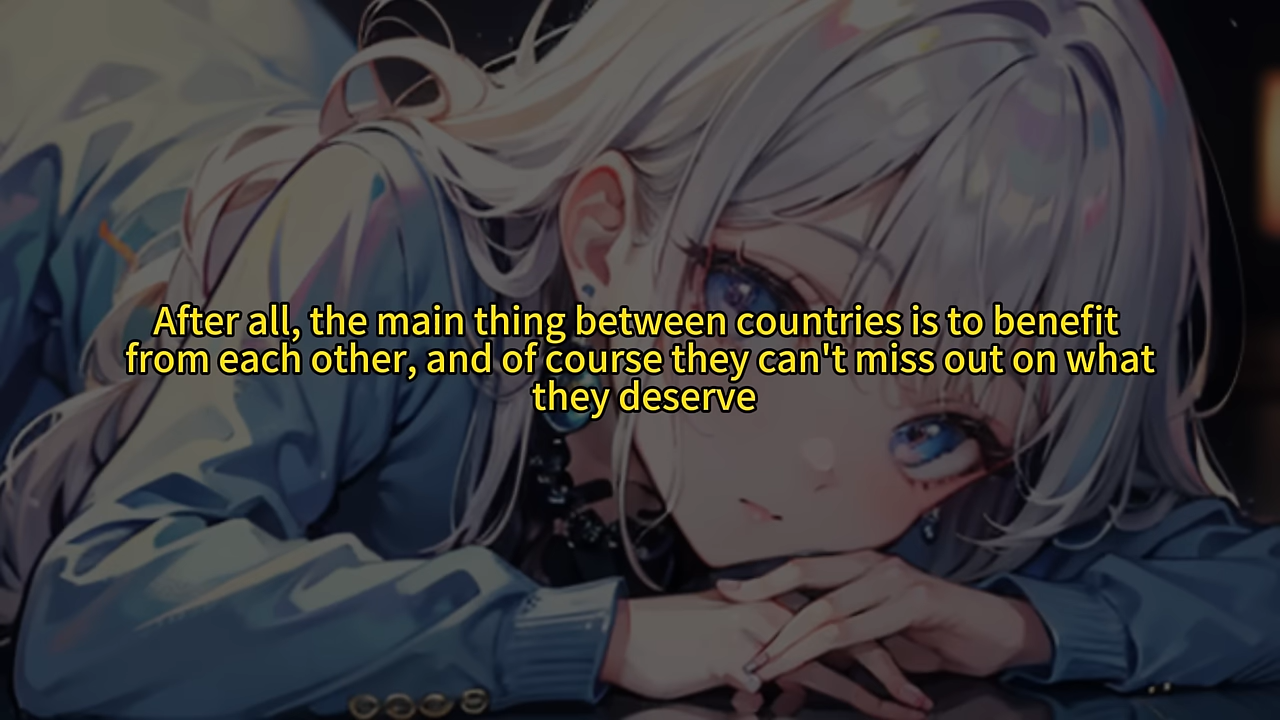 After all, the main thing between countries is to benefit
from each other, and of course they can't miss out on what
they deserve